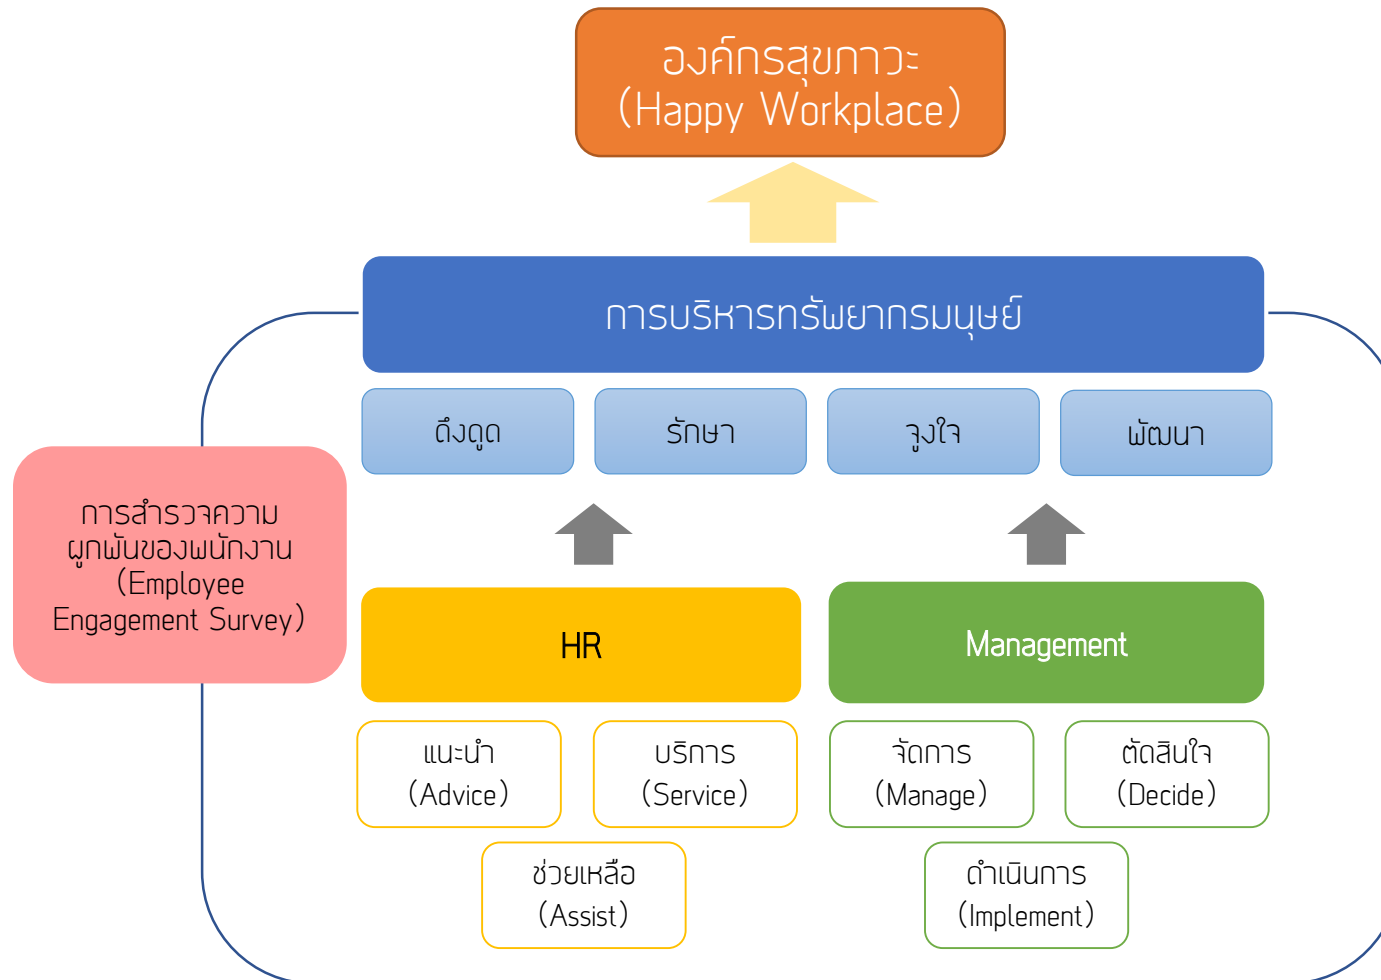 องค์กรสุขภาวะ
(Happy Workplace)
การบริหารทรัพยากรมนุษย์
ดึงดูด
รักษา
จูงใจ
พัฒนา
การสำรวจความ
ผูกพันของพนักงาน
(Employee
Engagement Survey)
HR
Management
แนะนำ
(Advice)
บริการ
(Service)
จัดการ
(Manage)
ตัดสินใจ
(Decide)
ช่วยเหลือ
(Assist)
ดำเนินการ
(Implement)